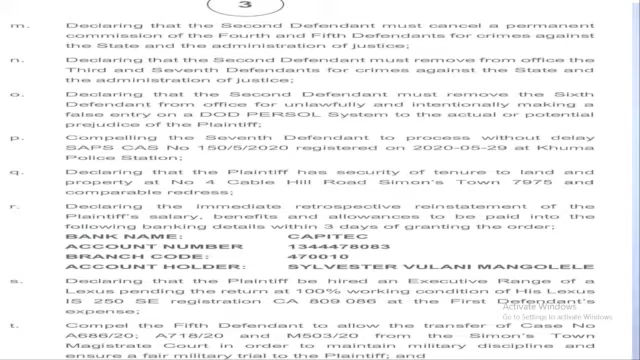 3
m. Declaring that the Second Defendant must cancel a permanent
commission of the Fourth and Fifth Defendants for crimes against
the State and the administration of justice;
n. Declaring that the Second Defendant must remove from office the
Third and Seventh Defendants for crimes against the State and
the administration of justice;
o. Declaring that the Second Defendant must remove the Sixth
Defendant from office for unlawfully and intentionally making a
false entry on a DOD PERSOL System to the actual or potential
prejudice of the Plaintiff;
p. Compelling the Seventh Defendant to process without delay
SAPS CAS No 150/5/2020 registered on 2020-05-29 at Khuma
Police Station;
q. Declaring that the Plaintiff has security of tenure to land and
property at No 4 Cable Hill Road Simon's Town 7975 and
comparable redress;
r. Declaring the immediate retrospective reinstatement of the
Plaintiff's salary, benefits and allowances to be paid into the
following banking details within 3 days of granting the order;
BANK NAME: CAPITEC
ACCOUNT NUMBER 1344478083
BRANCH CODE: 470010
ACCOUNT HOLDER: SYLVESTER VULANI MANGOLELE
s. Declaring that the Plaintiff be hired an Executive Range of a
Lexus pending the return at 100% working condition of His Lexus
IS 250 SE registration CA 809 086 at the First Defendant's
expense;
t. Compel the Fifth Defendant to allow the transfer of Case No
A686/20; A718/20 and M503/20 from the Simon's Town
Magistrate Court in order to maintain military discipline and
ensure a fair military trial to the Plaintiff; and
Activate Windows
Go to Settings to activate Windows